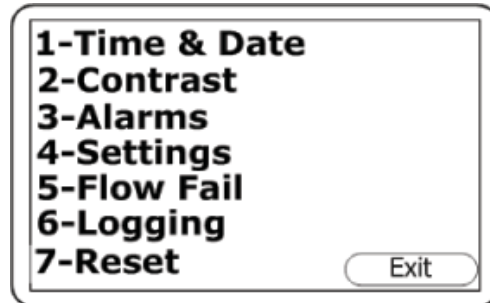 1-Time & Date
2-Contrast
3-Alarms
4-Settings
5-Flow Fail
6-Logging
7-Reset
Exit